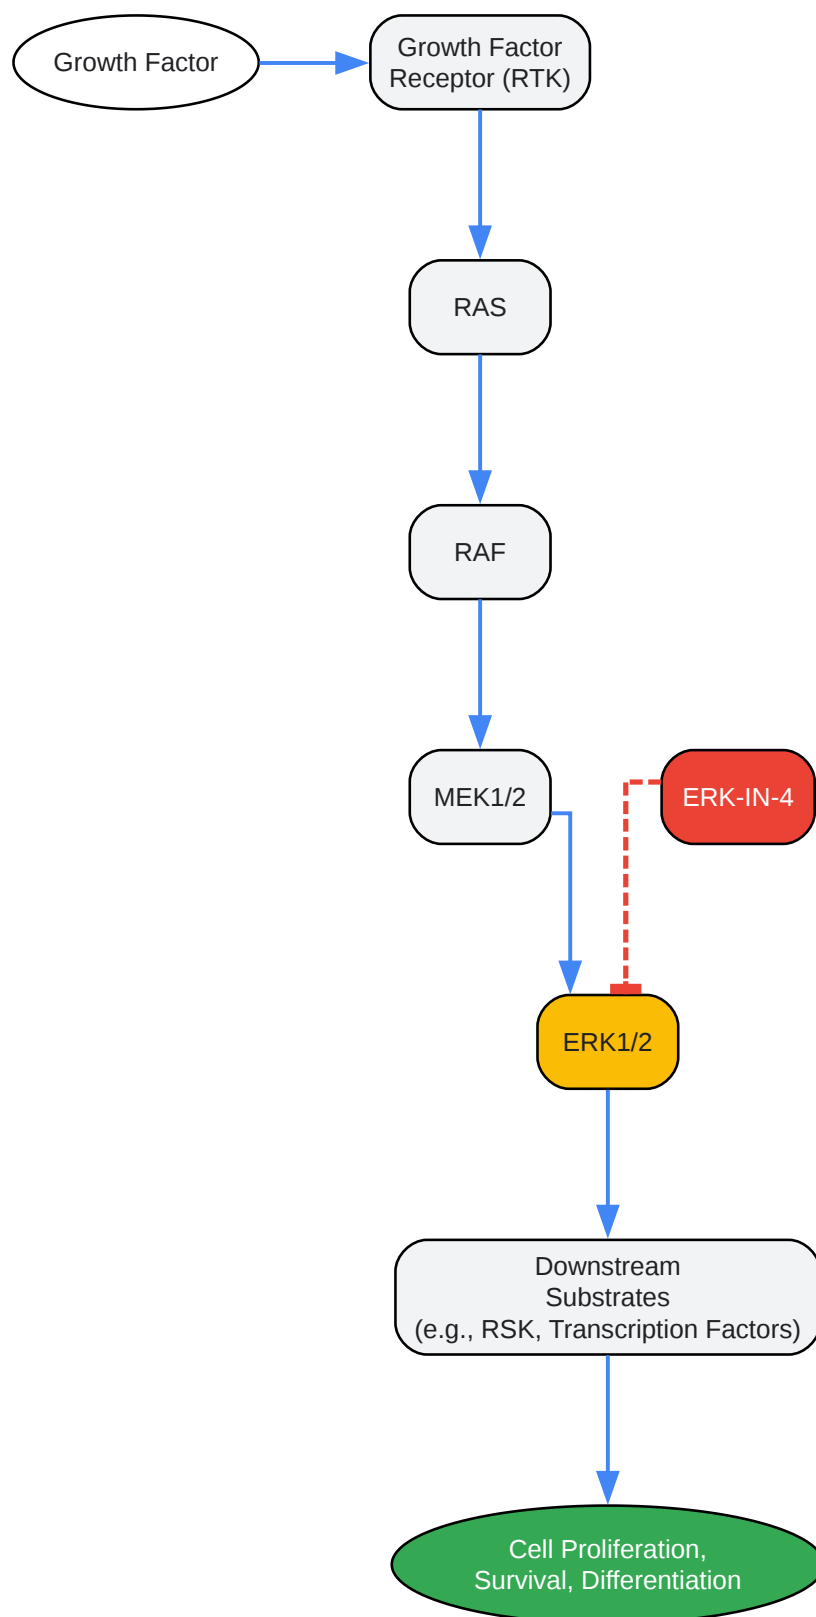 Growth Factor
Growth Factor
Receptor (RTK)
RAS
RAF
MEK1/2
ERK-IN-4
ERK1/2
Downstream
Substrates
(e.g., RSK, Transcription Factors)
Cell Proliferation,
Survival, Differentiation